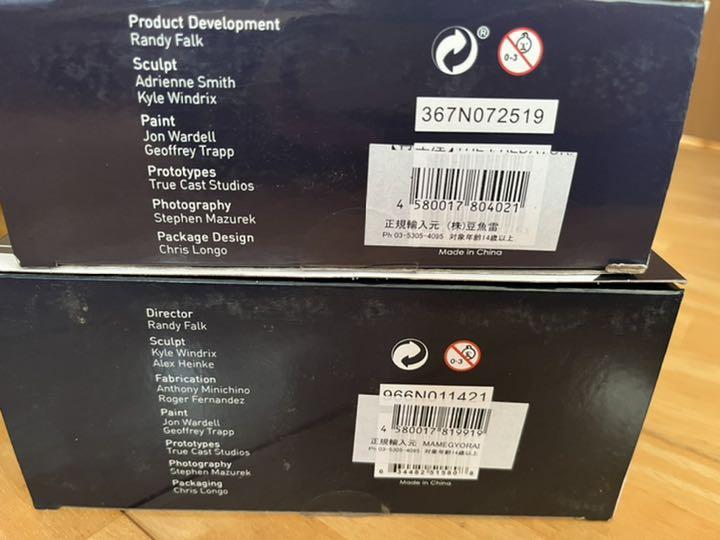 Product Development
Randy Falk
Sculpt
Adrienne Smith
Kyle Windrix
Paint
Jon Wardell
Geoffrey Trapp
Prototypes
True Cast Studios
Photography
Stephen Mazurek
Package Design
Chris Longo
®
0-3
367N072519
THE PREDATOR
4 580017 804021
正規輸入元 (株)豆魚雷
Ph 03-5305-4095 対象年齢14歳以上
Made in China
Director
Randy Falk
Sculpt
Kyle Windrix
Alex Heinke
Fabrication
Anthony Minichino
Roger Fernandez
Paint
Jon Wardell
Geoffrey Trapp
Prototypes
True Cast Studios
Photography
Stephen Mazurek
Packaging
Chris Longo
0-3
966N011421
4 580017 819919
正規輸入元 MAMEGYORAI
Ph 03-5305-4095 対象年齢14歳以上
Made in China